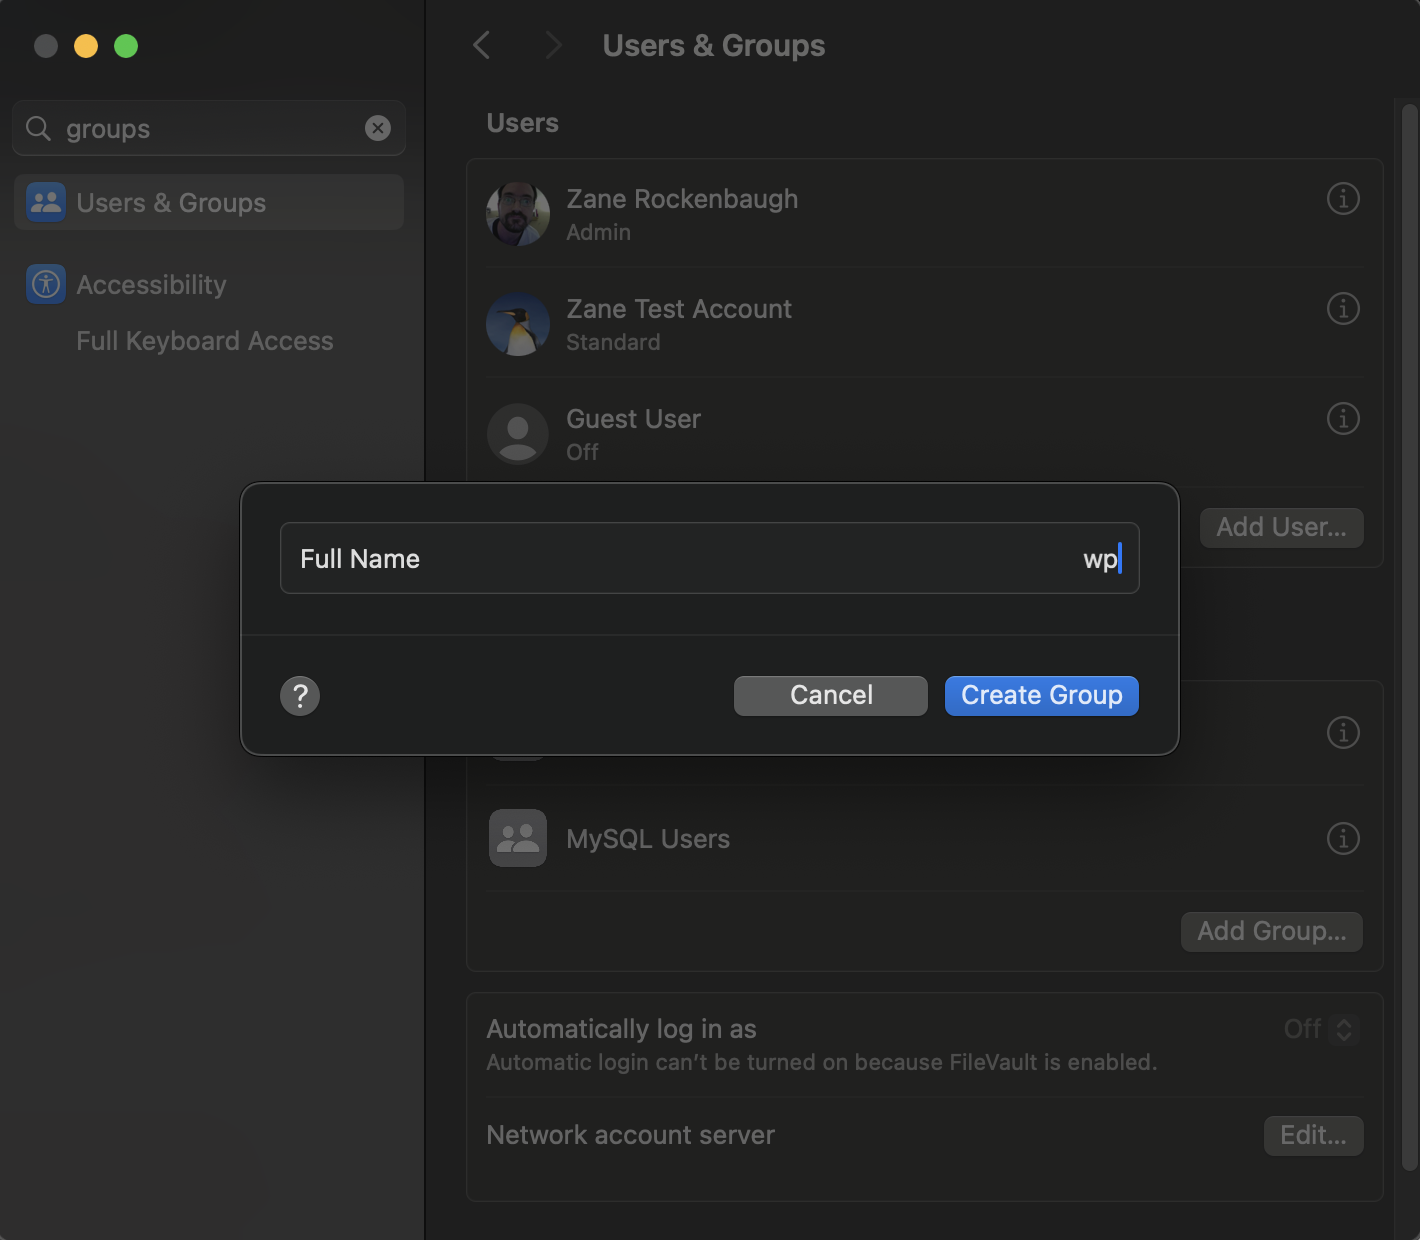 groups
Users & Groups
Accessibility
Full Keyboard Access
Users & Groups
Users
Zane Rockenbaugh
Admin
Zane Test Account
Standard
Guest User
Off
Add User...
Full Name
wp
?
Cancel
Create Group
MySQL Users
Add Group...
Automatically log in as
Off
Automatic login can't be turned on because FileVault is enabled.
Network account server
Edit...